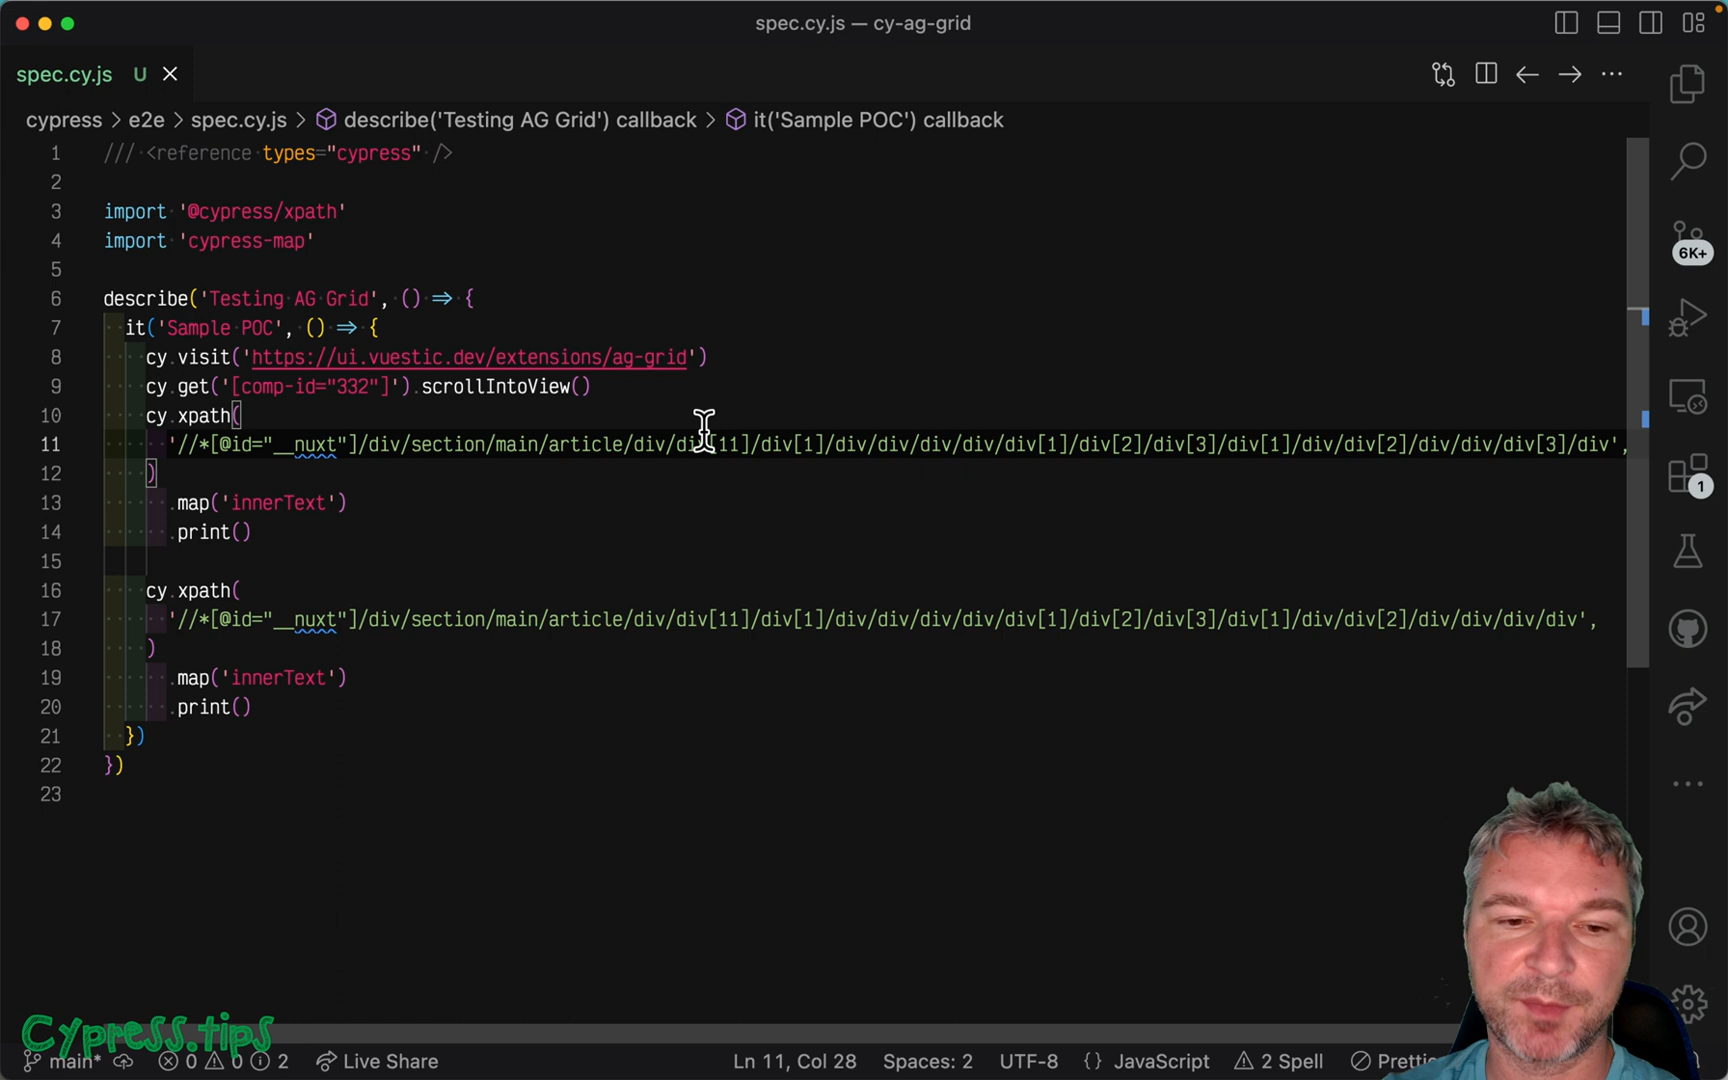 spec.cy.js — cy-ag-grid
spec.cy.js U
cypress > e2e > spec.cy.js > describe('Testing AG Grid') callback > it('Sample POC') callback
1 /// <reference types="cypress" />
2
3 import '@cypress/xpath'
4 import 'cypress-map'
5
6 describe('Testing AG Grid', () => {
7 it('Sample POC', () => {
8 cy.visit('https://ui.vuestic.dev/extensions/ag-grid')
9 cy.get('[comp-id="332"]').scrollIntoView()
10 cy.xpath(
11 '//*[@id="__nuxt"]/div/section/main/article/div/div[11]/div[1]/div/div/div/div/div[1]/div[2]/div[3]/div[1]/div/div[2]/div/div/div[3]/div',
12 )
13 .map('innerText')
14 .print()
15
16 cy.xpath(
17 '//*[@id="__nuxt"]/div/section/main/article/div/div[11]/div[1]/div/div/div/div/div[1]/div[2]/div[3]/div[1]/div/div[2]/div/div/div/div',
18 )
19 .map('innerText')
20 .print()
21 })
22 })
23
6K+
1
Cypress.tips
main* 0 0 2 Live Share Ln 11, Col 28 Spaces: 2 UTF-8 {} JavaScript 2 Spell